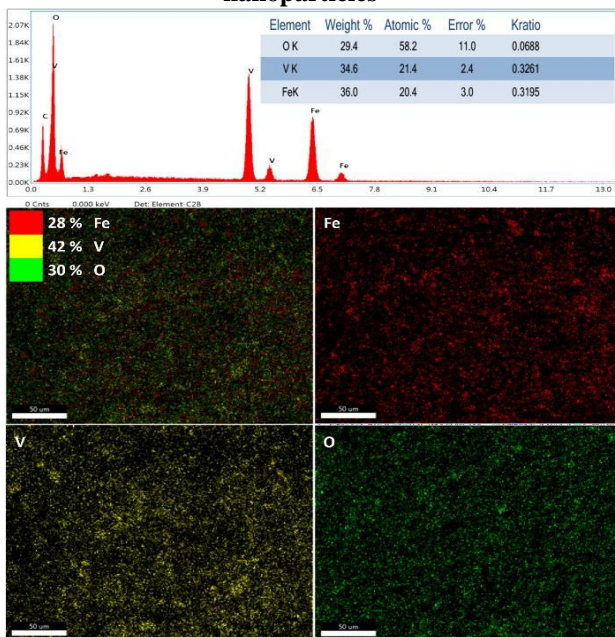 nanoparticles
2.07K
1.84K
1.61K
1.38K
1.15K
0.92K
0.69K
0.46K
0.23K
0.00K
O
V
C
Fe
V
V
Fe
Fe
0.0 1.3 2.6 3.9 5.2 6.5 7.8 9.1 10.4 11.7 13.0
0 Cnts 0.000 keV Det: Element-C2B
Element Weight % Atomic % Error % Kratio
O K 29.4 58.2 11.0 0.0688
V K 34.6 21.4 2.4 0.3261
FeK 36.0 20.4 3.0 0.3195
28 % Fe
42 % V
30 % O
50 um
Fe
50 um
V
50 um
O
50 um